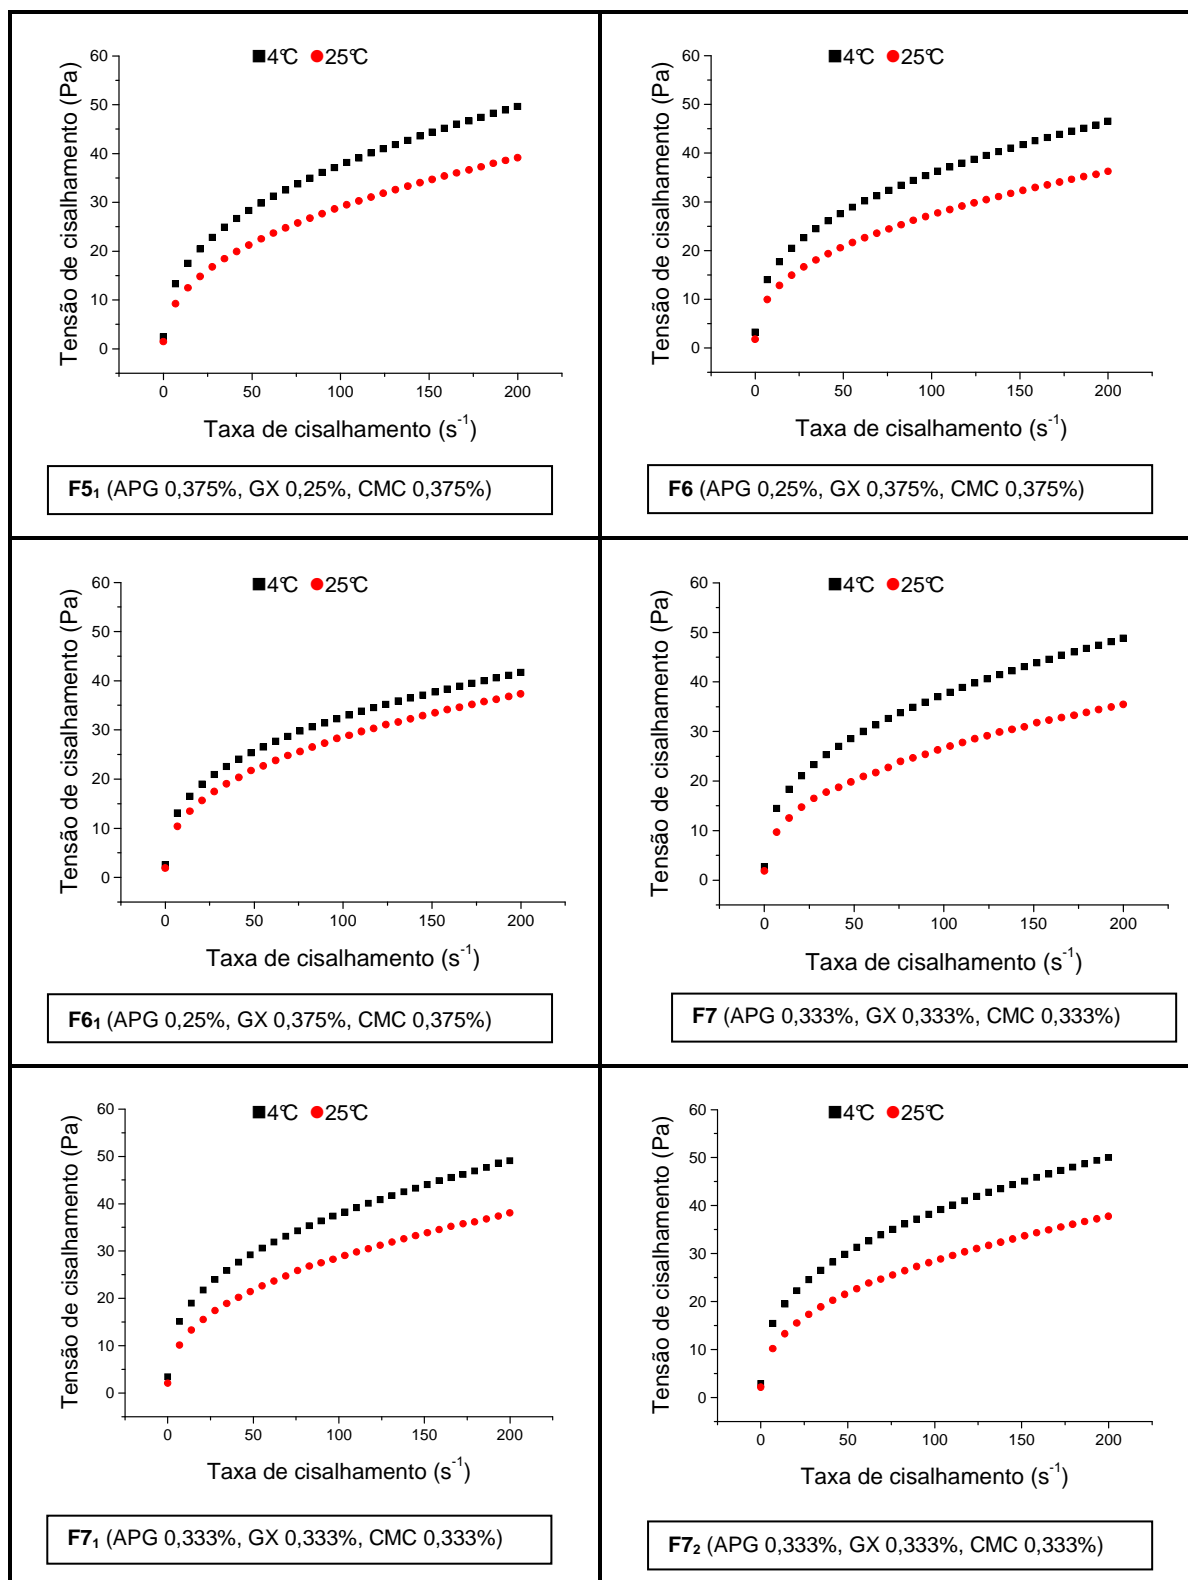 4°C 25°C
60
50
40
30
20
10
0
Tensão de cisalhamento (Pa)
0 50 100 150 200
Taxa de cisalhamento (s⁻¹)
F5₁ (APG 0,375%, GX 0,25%, CMC 0,375%)
4°C 25°C
60
50
40
30
20
10
0
Tensão de cisalhamento (Pa)
0 50 100 150 200
Taxa de cisalhamento (s⁻¹)
F6 (APG 0,25%, GX 0,375%, CMC 0,375%)
4°C 25°C
60
50
40
30
20
10
0
Tensão de cisalhamento (Pa)
0 50 100 150 200
Taxa de cisalhamento (s⁻¹)
F6₁ (APG 0,25%, GX 0,375%, CMC 0,375%)
4°C 25°C
60
50
40
30
20
10
0
Tensão de cisalhamento (Pa)
0 50 100 150 200
Taxa de cisalhamento (s⁻¹)
F7 (APG 0,333%, GX 0,333%, CMC 0,333%)
4°C 25°C
60
50
40
30
20
10
0
Tensão de cisalhamento (Pa)
0 50 100 150 200
Taxa de cisalhamento (s⁻¹)
F7₁ (APG 0,333%, GX 0,333%, CMC 0,333%)
4°C 25°C
60
50
40
30
20
10
0
Tensão de cisalhamento (Pa)
0 50 100 150 200
Taxa de cisalhamento (s⁻¹)
F7₂ (APG 0,333%, GX 0,333%, CMC 0,333%)